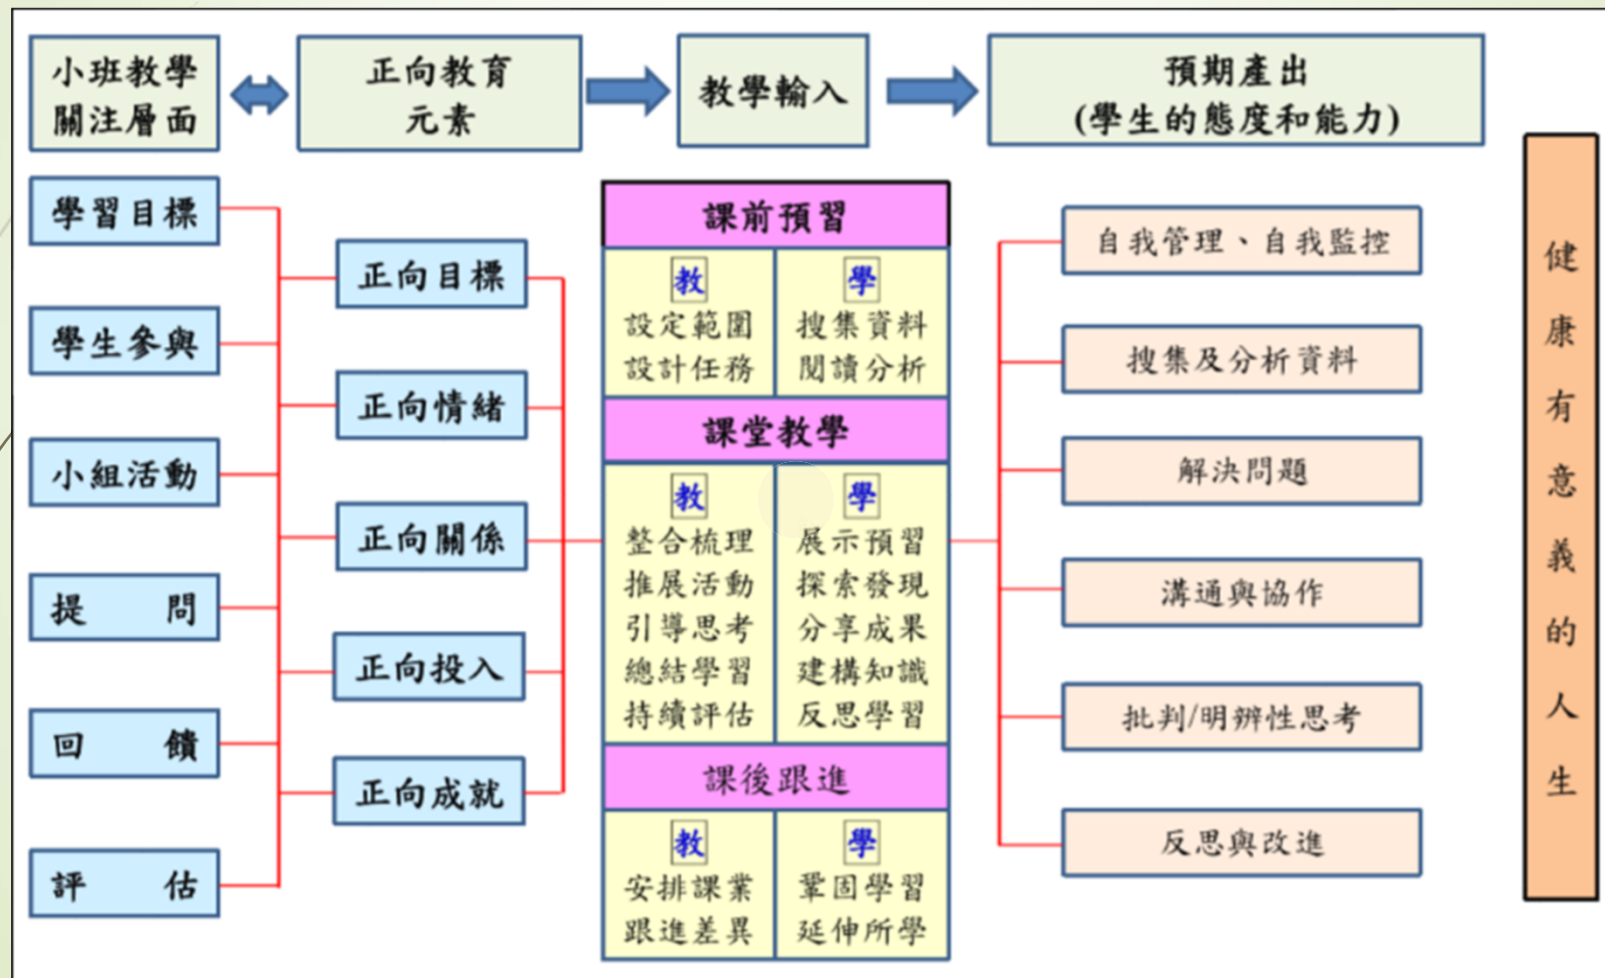 小班教學
關注層面
正向教育
元素
教學輸入
預期產出
(學生的態度和能力)
學習目標
學生參與
小組活動
提 問
回 饋
評 估
正向目標
正向情緒
正向關係
正向投入
正向成就
課前預習
教
設定範圍
設計任務
學
搜集資料
閱讀分析
課堂教學
教
整合梳理
推展活動
引導思考
總結學習
持續評估
學
展示預習
探索發現
分享成果
建構知識
反思學習
課後跟進
教
安排課業
跟進差異
學
鞏固學習
延伸所學
自我管理、自我監控
搜集及分析資料
解決問題
溝通與協作
批判/明辨性思考
反思與改進
健康有意義的人生